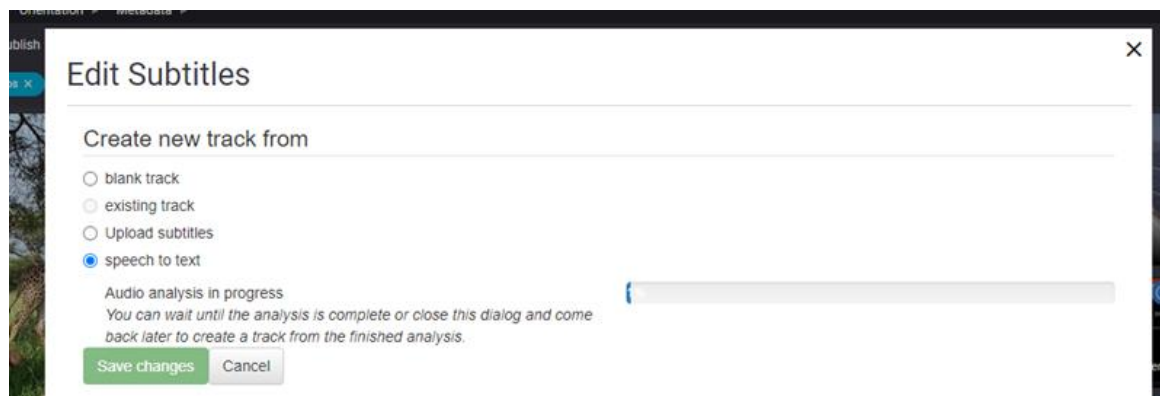 Orientation
Metadata
ublish
×
Edit Subtitles
Create new track from
blank track
existing track
Upload subtitles
speech to text
Audio analysis in progress
You can wait until the analysis is complete or close this dialog and come
back later to create a track from the finished analysis.
Save changes Cancel